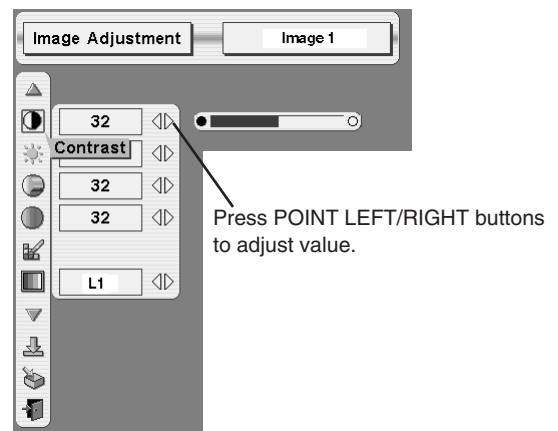 Image Adjustment Image 1
32
Contrast
32
32
Press POINT LEFT/RIGHT buttons
to adjust value.
L1